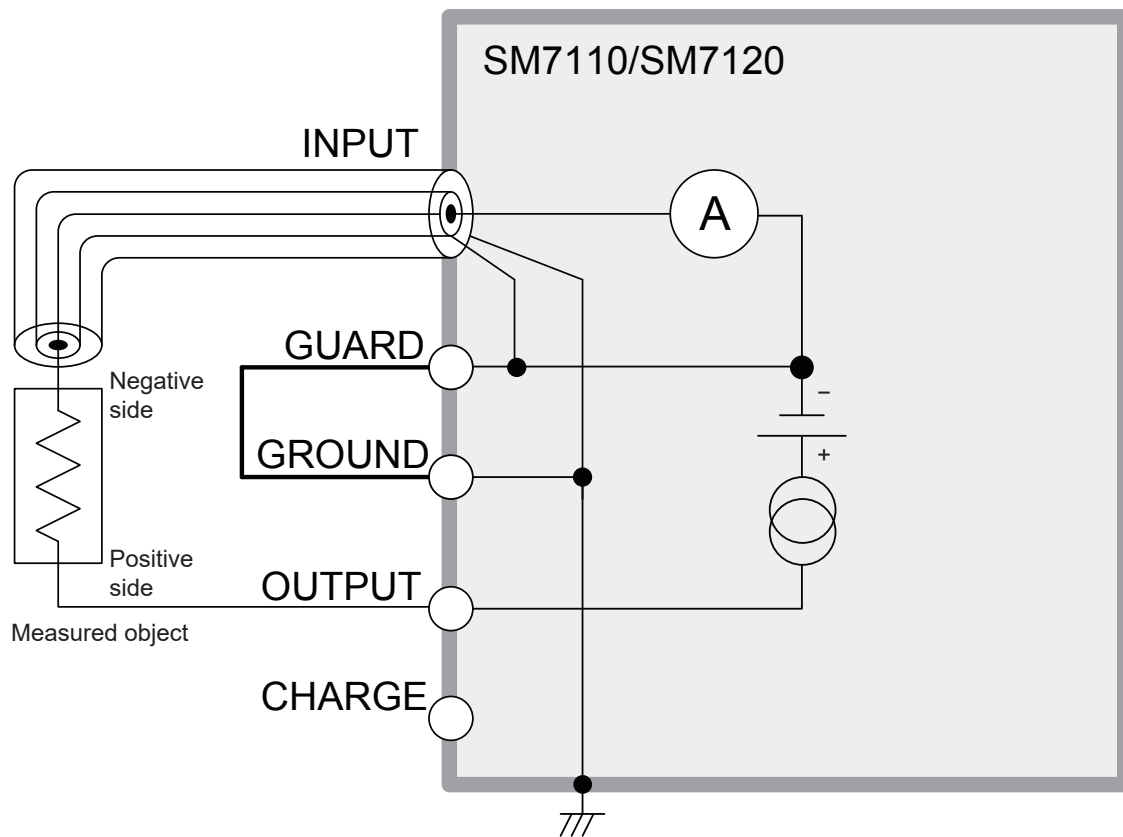 SM7110/SM7120
INPUT
A
GUARD
Negative
side
−
+
GROUND
Positive
side
OUTPUT
Measured object
CHARGE